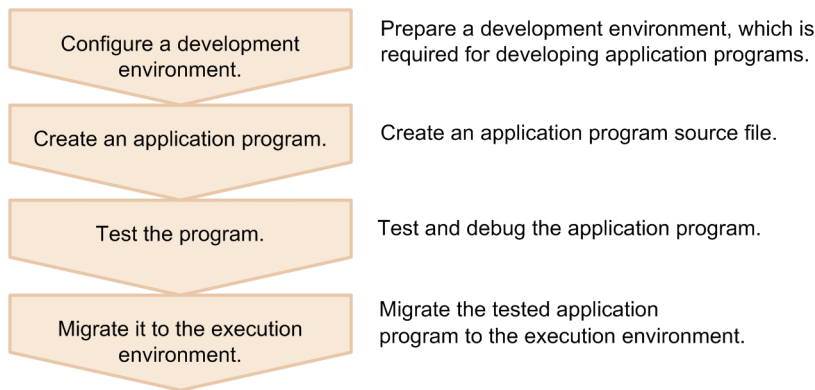 Configure a development
environment.
Prepare a development environment, which is
required for developing application programs.
Create an application program.
Create an application program source file.
Test the program.
Test and debug the application program.
Migrate it to the execution
environment.
Migrate the tested application
program to the execution environment.